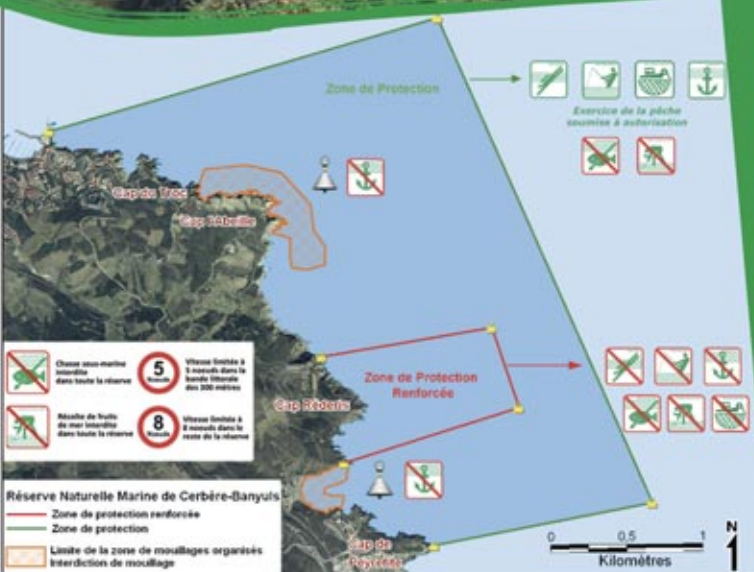 Zone de Protection
Exercice de la pêche
soumise à autorisation
Cap du Troc
Cap l'Abeille
Zone de Protection
Renforcée
Cap Rédéris
Chasse sous-marine
interdite
dans toute la réserve
5
Noeuds
Vitesse limitée à
5 noeuds dans la
bande littorale
des 300 mètres
Récolte de fruits
de mer interdite
dans toute la réserve
8
Noeuds
Vitesse limitée à
8 noeuds dans le
reste de la réserve
Réserve Naturelle Marine de Cerbère-Banyuls
Zone de protection renforcée
Zone de protection
Limite de la zone de mouillages organisés
Interdiction de mouillage
Cap de
Peyrefite
0 0,5 1
Kilomètres
N